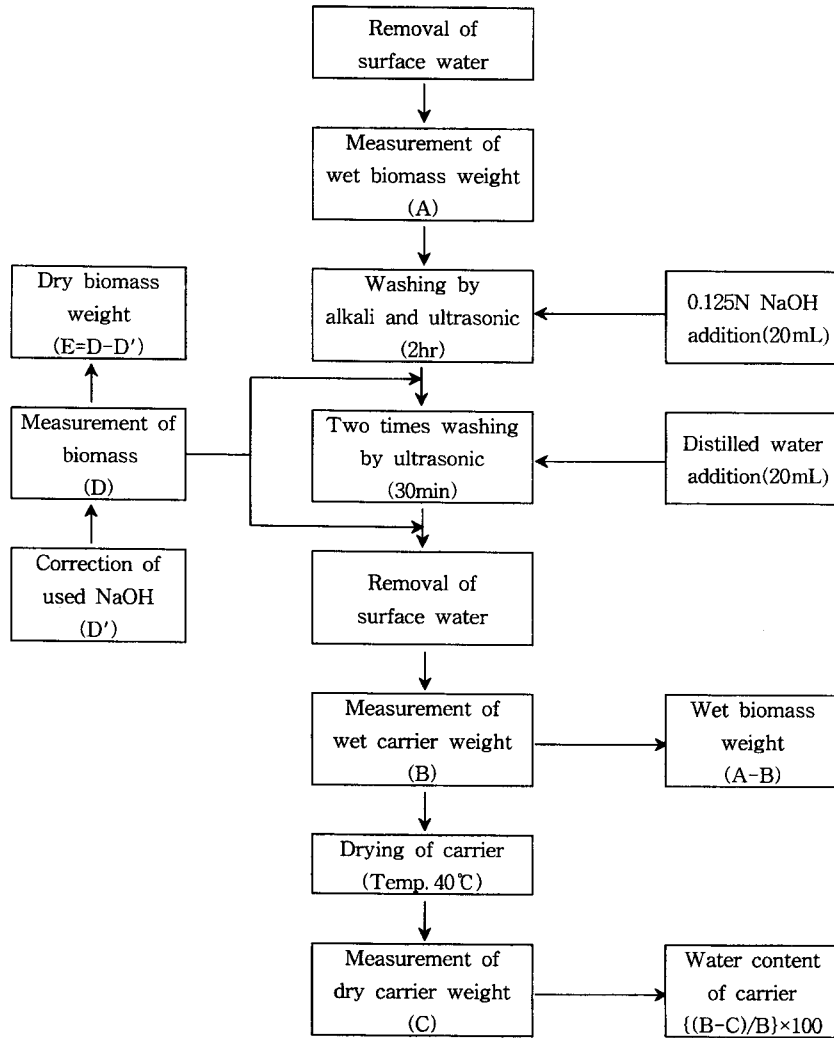 Removal of
surface water
Measurement of
wet biomass weight
(A)
Dry biomass
weight
(E=D-D′)
Washing by
alkali and ultrasonic
(2hr)
0.125N NaOH
addition(20mL)
Measurement of
biomass
(D)
Two times washing
by ultrasonic
(30min)
Distilled water
addition(20mL)
Correction of
used NaOH
(D′)
Removal of
surface water
Measurement of
wet carrier weight
(B)
Wet biomass
weight
(A-B)
Drying of carrier
(Temp. 40℃)
Measurement of
dry carrier weight
(C)
Water content
of carrier
{(B-C)/B}×100